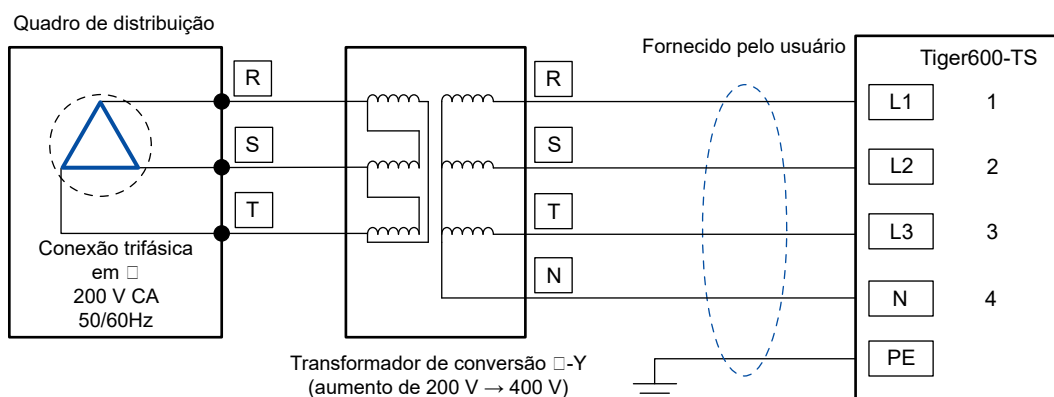 Quadro de distribuição
R
S
T
Conexão trifásica
em □
200 V CA
50/60Hz
Transformador de conversão □-Y
(aumento de 200 V → 400 V)
R
S
T
N
Fornecido pelo usuário
Tiger600-TS
L1 1
L2 2
L3 3
N 4
PE